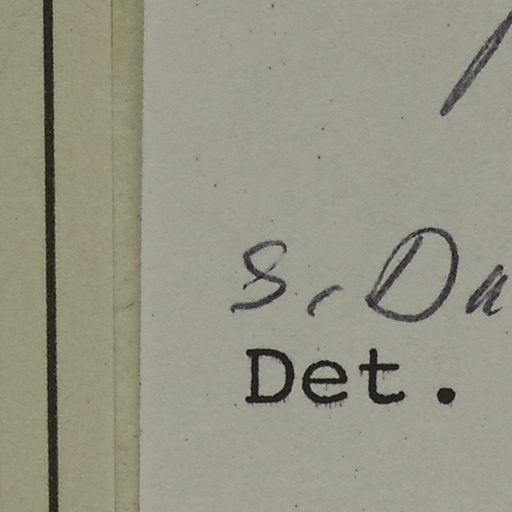 S. Da
Det.